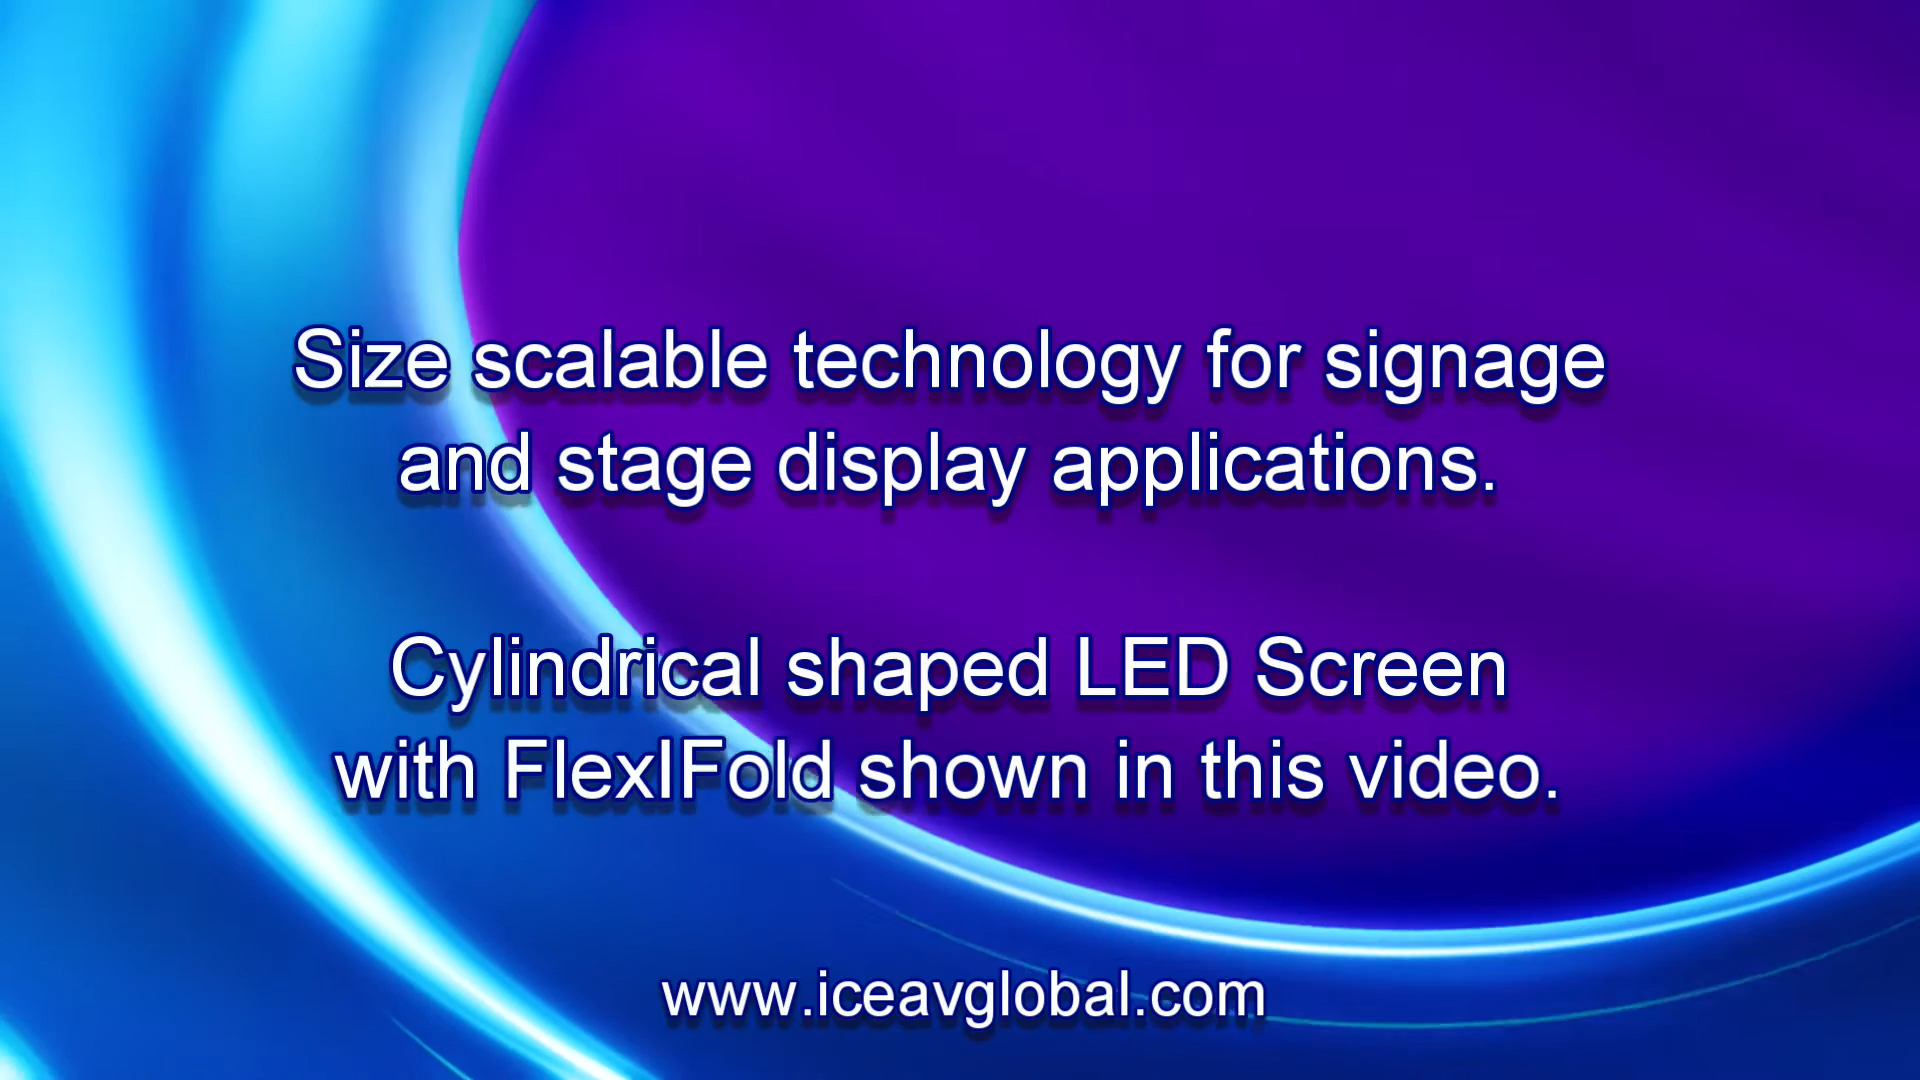 Size scalable technology for signage
and stage display applications.
Cylindrical shaped LED Screen
with FlexIFold shown in this video.
www.iceavglobal.com